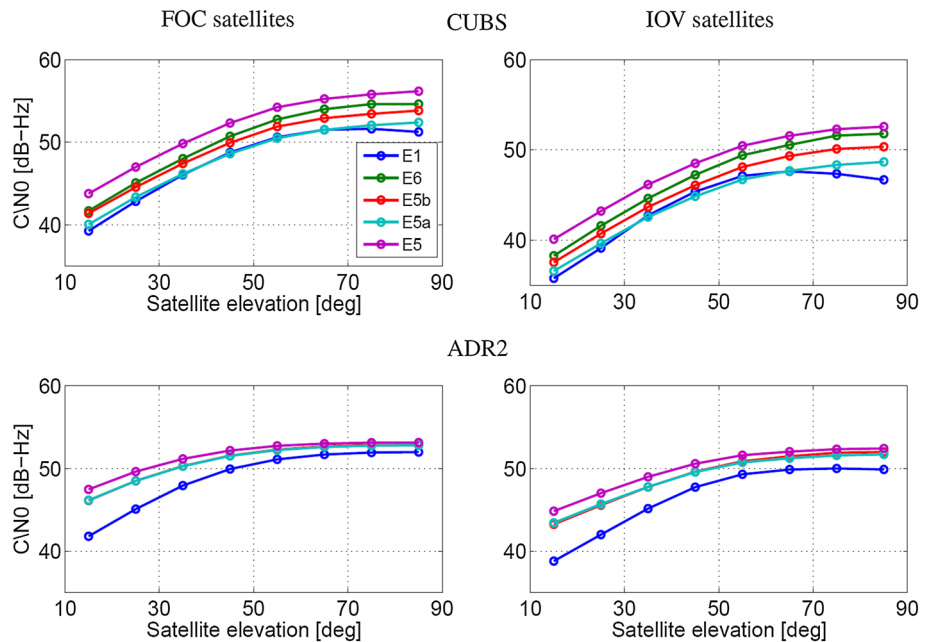 FOC satellites
CUBS
IOV satellites
C\N0 [dB−Hz]
60
50
40
10
30
50
70
90
Satellite elevation [deg]
E1
E6
E5b
E5a
E5
60
50
40
10
30
50
70
90
Satellite elevation [deg]
ADR2
C\N0 [dB−Hz]
60
50
40
10
30
50
70
90
Satellite elevation [deg]
60
50
40
10
30
50
70
90
Satellite elevation [deg]